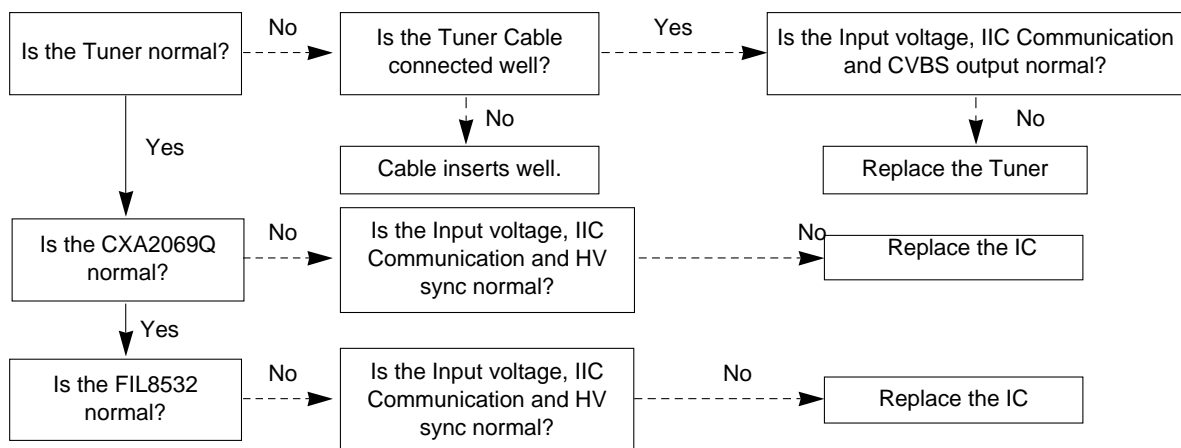 Is the Tuner normal?
No
Is the Tuner Cable
connected well?
Yes
Is the Input voltage, IIC Communication
and CVBS output normal?
Yes
No
No
Cable inserts well.
Replace the Tuner
Is the CXA2069Q
normal?
No
Is the Input voltage, IIC
Communication and HV
sync normal?
No
Replace the IC
Yes
Is the FIL8532
normal?
No
Is the Input voltage, IIC
Communication and HV
sync normal?
No
Replace the IC